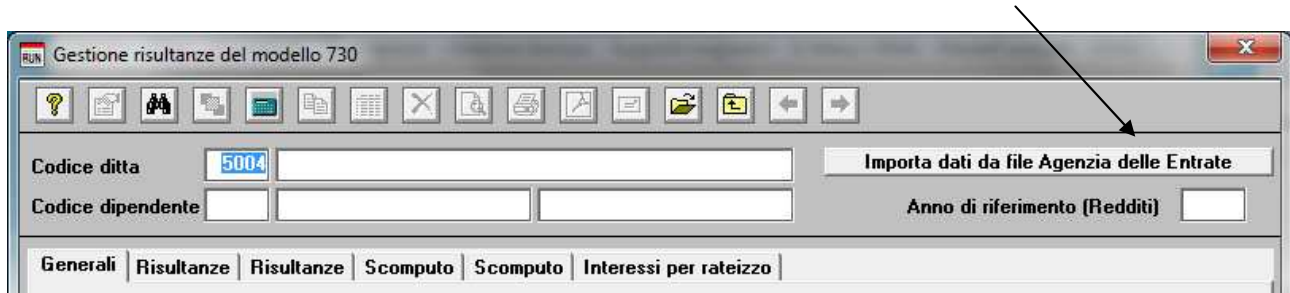 RUN Gestione risultanze del modello 730
Codice ditta 5004 Importa dati da file Agenzia delle Entrate
Codice dipendente Anno di riferimento (Redditi)
Generali Risultanze Risultanze Scomputo Scomputo Interessi per rateizzo